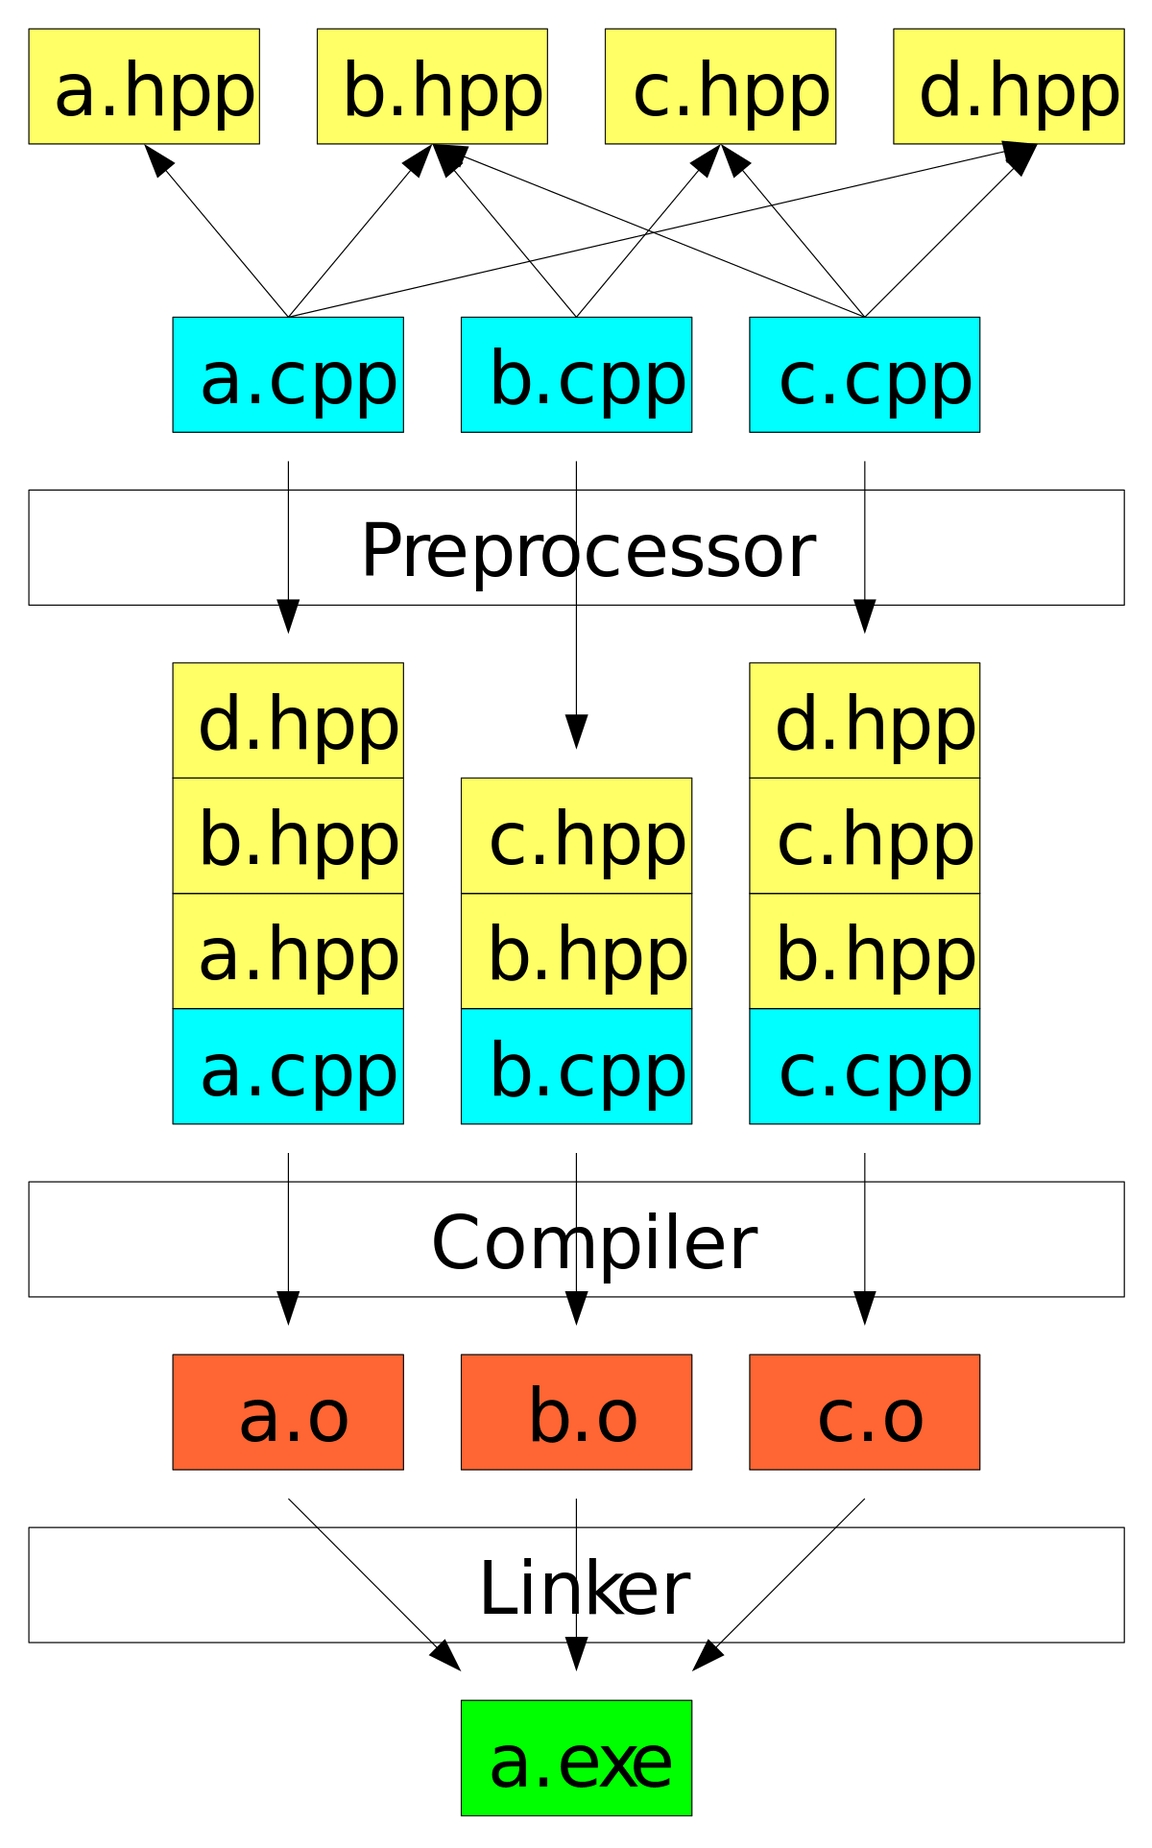 a.hpp b.hpp c.hpp d.hpp
a.cpp b.cpp c.cpp
Preprocessor
d.hpp d.hpp
b.hpp c.hpp c.hpp
a.hpp b.hpp b.hpp
a.cpp b.cpp c.cpp
Compiler
a.o b.o c.o
Linker
a.exe